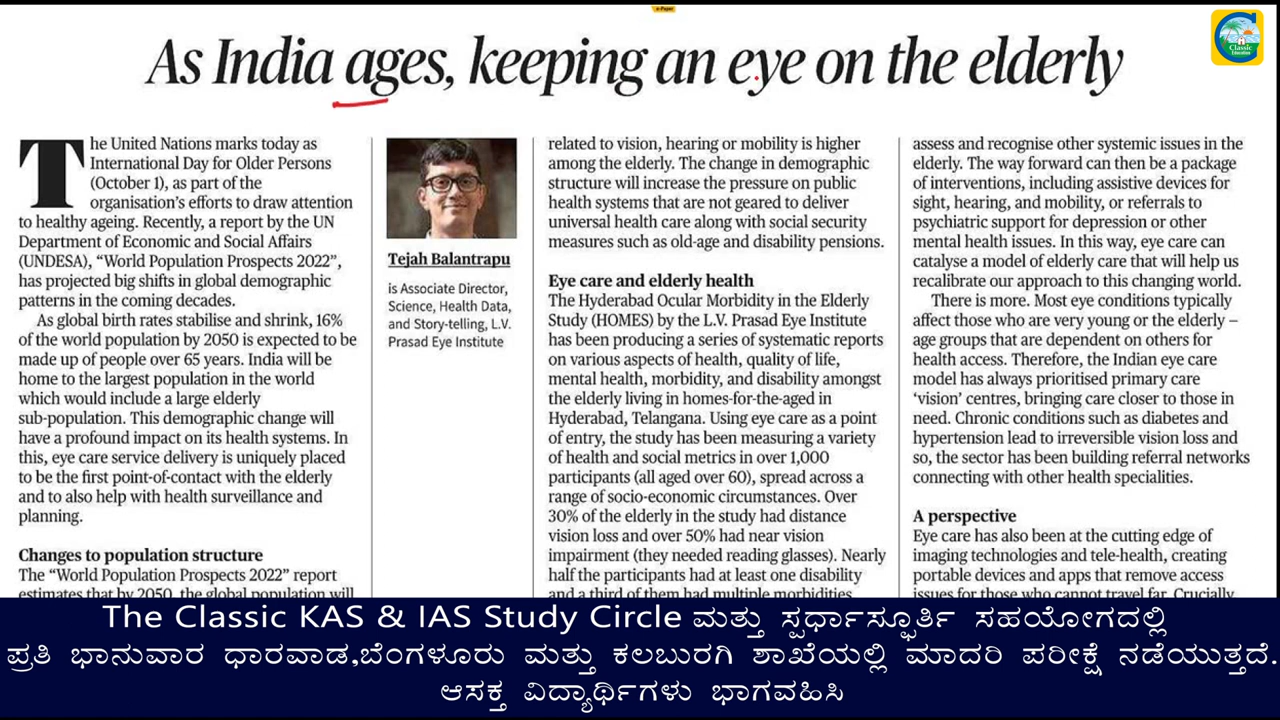 e-Paper
Classic
Education
As India ages, keeping an eye on the elderly
The United Nations marks today as
International Day for Older Persons
(October 1), as part of the
organisation’s efforts to draw attention
to healthy ageing. Recently, a report by the UN
Department of Economic and Social Affairs
(UNDESA), “World Population Prospects 2022”,
has projected big shifts in global demographic
patterns in the coming decades.
As global birth rates stabilise and shrink, 16%
of the world population by 2050 is expected to be
made up of people over 65 years. India will be
home to the largest population in the world
which would include a large elderly
sub-population. This demographic change will
have a profound impact on its health systems. In
this, eye care service delivery is uniquely placed
to be the first point-of-contact with the elderly
and to also help with health surveillance and
planning.
Changes to population structure
The “World Population Prospects 2022” report
estimates that by 2050, the global population will
Tejah Balantrapu
is Associate Director,
Science, Health Data,
and Story-telling, L.V.
Prasad Eye Institute
related to vision, hearing or mobility is higher
among the elderly. The change in demographic
structure will increase the pressure on public
health systems that are not geared to deliver
universal health care along with social security
measures such as old-age and disability pensions.
Eye care and elderly health
The Hyderabad Ocular Morbidity in the Elderly
Study (HOMES) by the L.V. Prasad Eye Institute
has been producing a series of systematic reports
on various aspects of health, quality of life,
mental health, morbidity, and disability amongst
the elderly living in homes-for-the-aged in
Hyderabad, Telangana. Using eye care as a point
of entry, the study has been measuring a variety
of health and social metrics in over 1,000
participants (all aged over 60), spread across a
range of socio-economic circumstances. Over
30% of the elderly in the study had distance
vision loss and over 50% had near vision
impairment (they needed reading glasses). Nearly
half the participants had at least one disability
and a third of them had multiple morbidities.
assess and recognise other systemic issues in the
elderly. The way forward can then be a package
of interventions, including assistive devices for
sight, hearing, and mobility, or referrals to
psychiatric support for depression or other
mental health issues. In this way, eye care can
catalyse a model of elderly care that will help us
recalibrate our approach to this changing world.
There is more. Most eye conditions typically
affect those who are very young or the elderly –
age groups that are dependent on others for
health access. Therefore, the Indian eye care
model has always prioritised primary care
‘vision’ centres, bringing care closer to those in
need. Chronic conditions such as diabetes and
hypertension lead to irreversible vision loss and
so, the sector has been building referral networks
connecting with other health specialities.
A perspective
Eye care has also been at the cutting edge of
imaging technologies and tele-health, creating
portable devices and apps that remove access
issues for those who cannot travel far. Crucially,
The Classic KAS & IAS Study Circle ಮತ್ತು ಸ್ಪರ್ಧಾಸ್ಫೂರ್ತಿ ಸಹಯೋಗದಲ್ಲಿ
ಪ್ರತಿ ಭಾನುವಾರ ಧಾರವಾಡ,ಬೆಂಗಳೂರು ಮತ್ತು ಕಲಬುರಗಿ ಶಾಖೆಯಲ್ಲಿ ಮಾದರಿ ಪರೀಕ್ಷೆ ನಡೆಯುತ್ತದೆ.
ಆಸಕ್ತ ವಿದ್ಯಾರ್ಥಿಗಳು ಭಾಗವಹಿಸಿ